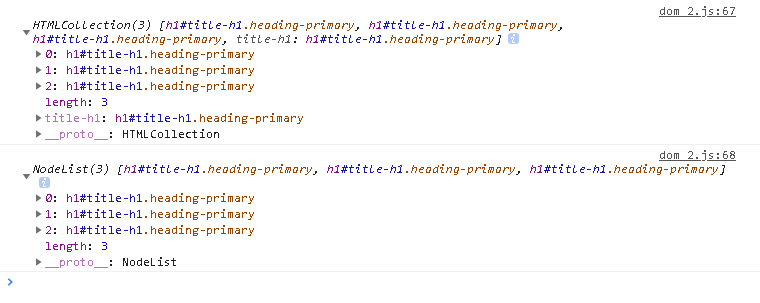 dom 2.js:67
HTMLCollection(3) [h1#title-h1.heading-primary, h1#title-h1.heading-primary,
h1#title-h1.heading-primary, title-h1: h1#title-h1.heading-primary] i
0: h1#title-h1.heading-primary
1: h1#title-h1.heading-primary
2: h1#title-h1.heading-primary
length: 3
title-h1: h1#title-h1.heading-primary
__proto__: HTMLCollection
dom 2.js:68
NodeList(3) [h1#title-h1.heading-primary, h1#title-h1.heading-primary, h1#title-h1.heading-primary]
i
0: h1#title-h1.heading-primary
1: h1#title-h1.heading-primary
2: h1#title-h1.heading-primary
length: 3
__proto__: NodeList